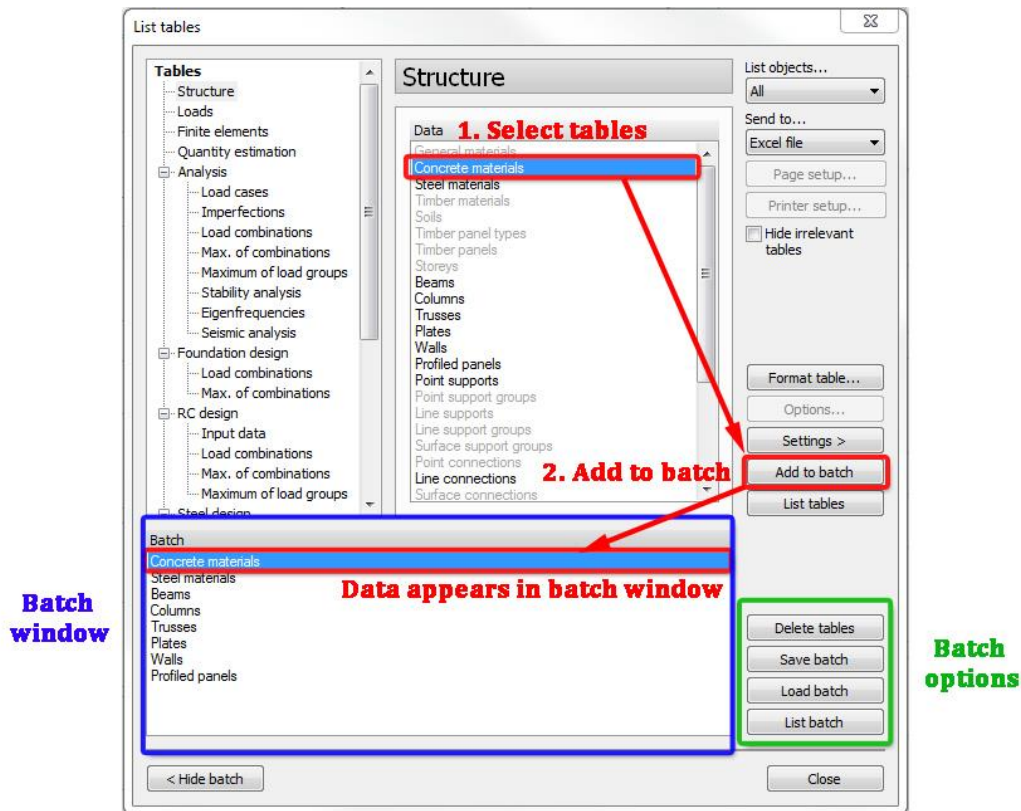 List tables
Tables
Structure
Loads
Finite elements
Quantity estimation
Analysis
Load cases
Imperfections
Load combinations
Max. of combinations
Maximum of load groups
Stability analysis
Eigenfrequencies
Seismic analysis
Foundation design
Load combinations
Max. of combinations
RC design
Input data
Load combinations
Max. of combinations
Maximum of load groups
Steel design
Structure
Data
1. Select tables
General materials
Concrete materials
Steel materials
Timber materials
Soils
Timber panel types
Timber panels
Storeys
Beams
Columns
Trusses
Plates
Walls
Profiled panels
Point supports
Point support groups
Line supports
Line support groups
Surface support groups
Point connections
Line connections
Surface connections
2. Add to batch
List objects...
All
Send to...
Excel file
Page setup...
Printer setup...
Hide irrelevant
tables
Format table...
Options...
Settings >
Add to batch
List tables
Batch
Concrete materials
Steel materials
Beams
Columns
Trusses
Plates
Walls
Profiled panels
Data appears in batch window
Batch
window
Delete tables
Save batch
Load batch
List batch
Batch
options
< Hide batch
Close